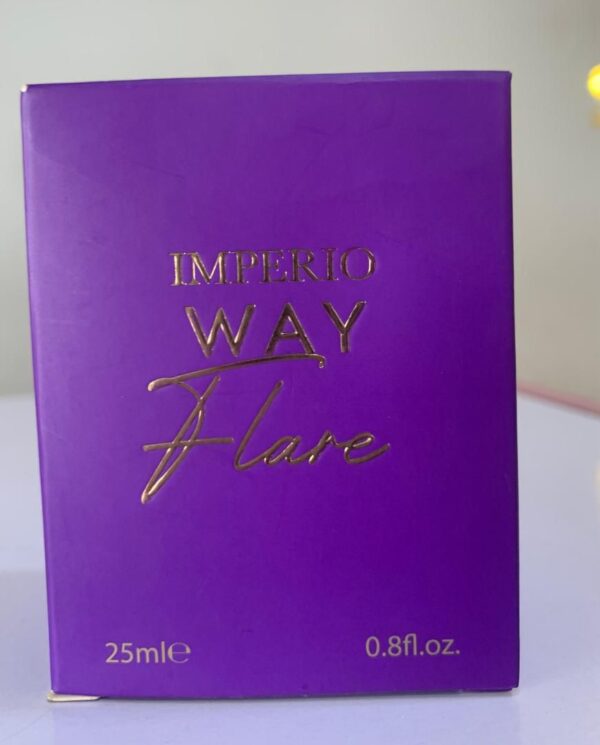 IMPERIO
WAY
Flare
25ml℮ 0.8fl.oz.